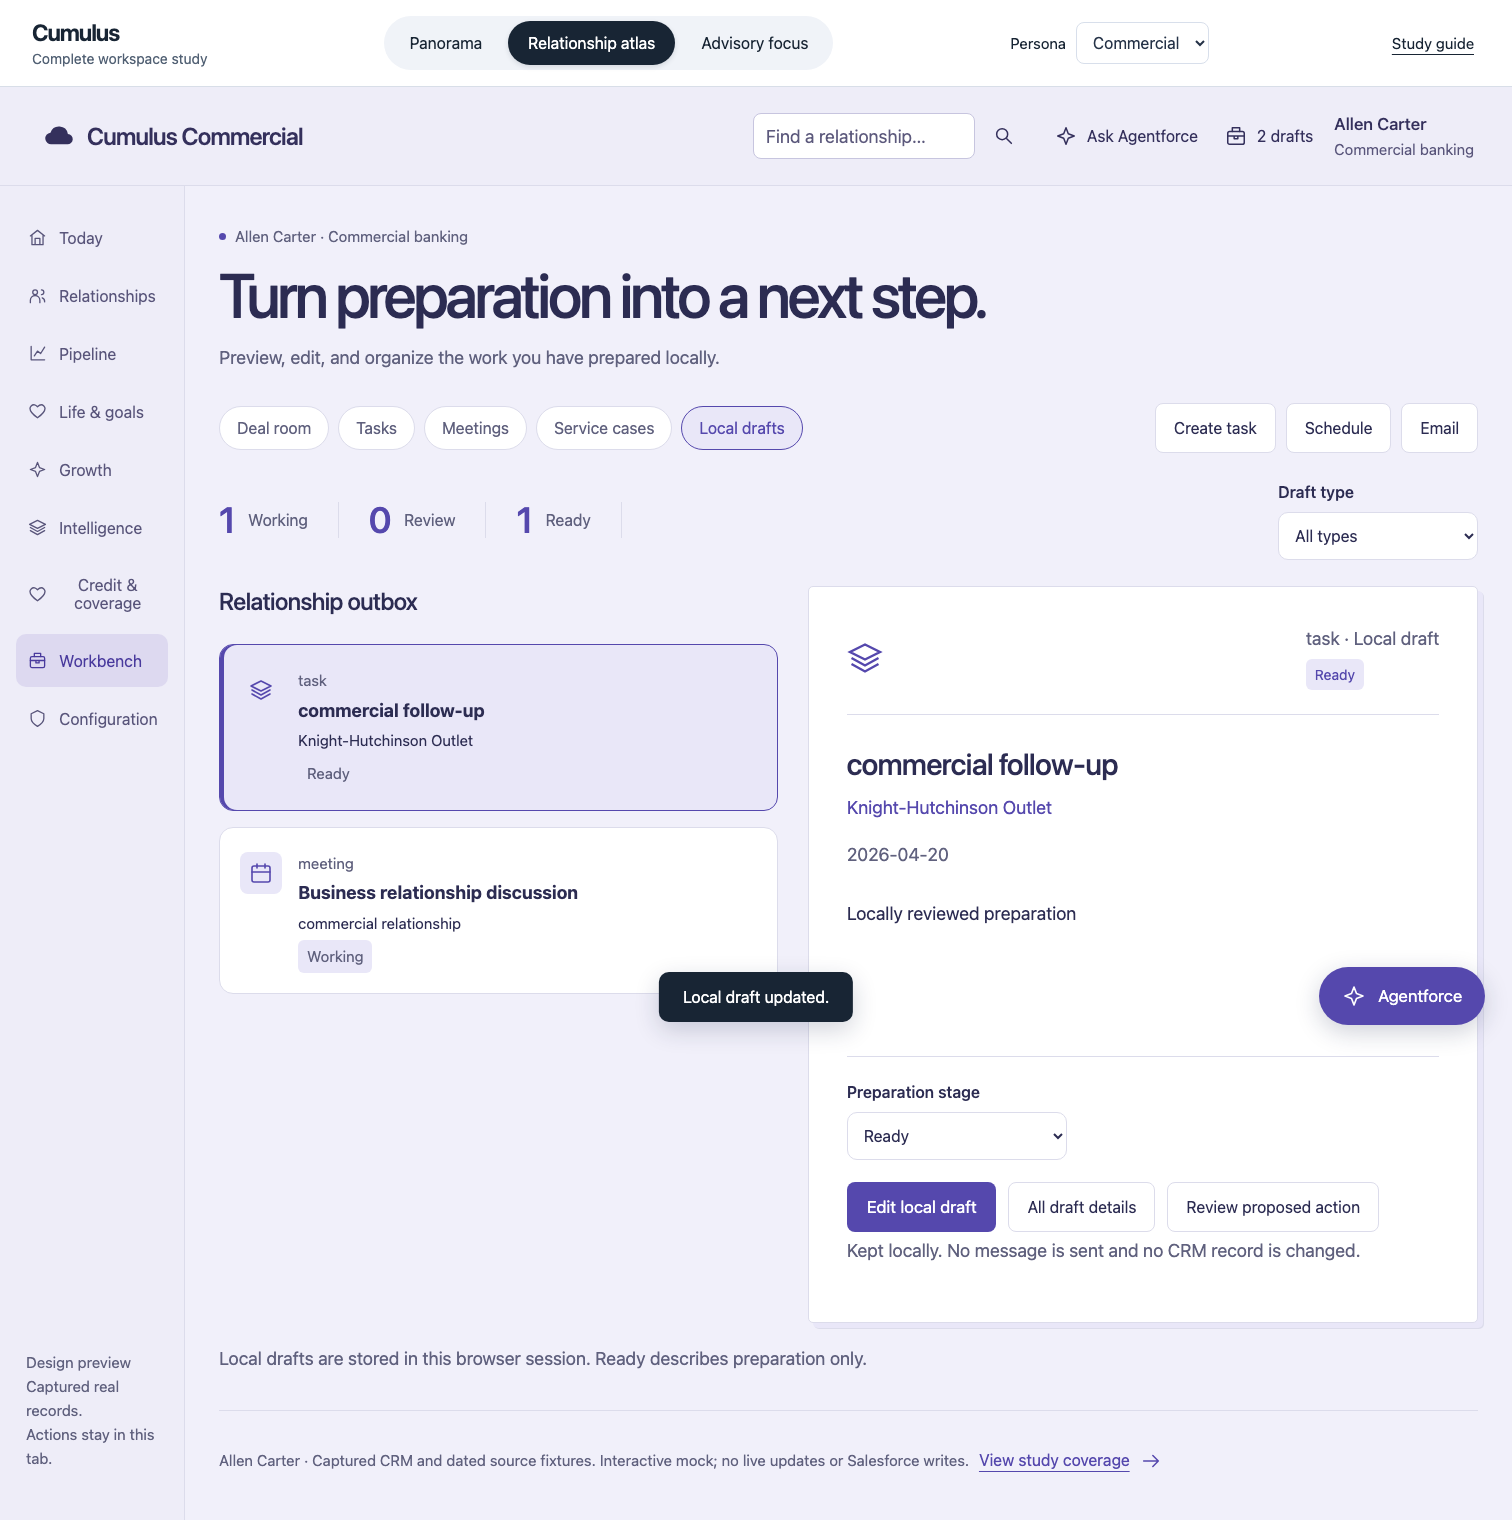 Cumulus
Complete workspace study
Panorama
Relationship atlas
Advisory focus
Persona
Commercial
Study guide
Cumulus Commercial
Find a relationship...
Ask Agentforce
2 drafts
Allen Carter
Commercial banking
Today
Relationships
Pipeline
Life & goals
Growth
Intelligence
Credit &
coverage
Workbench
Configuration
Design preview
Captured real
records.
Actions stay in this
tab.
Allen Carter · Commercial banking
Turn preparation into a next step.
Preview, edit, and organize the work you have prepared locally.
Deal room
Tasks
Meetings
Service cases
Local drafts
Create task
Schedule
Email
1 Working
0 Review
1 Ready
Draft type
All types
Relationship outbox
task
commercial follow-up
Knight-Hutchinson Outlet
Ready
meeting
Business relationship discussion
commercial relationship
Working
task · Local draft
Ready
commercial follow-up
Knight-Hutchinson Outlet
2026-04-20
Locally reviewed preparation
Local draft updated.
Agentforce
Preparation stage
Ready
Edit local draft
All draft details
Review proposed action
Kept locally. No message is sent and no CRM record is changed.
Local drafts are stored in this browser session. Ready describes preparation only.
Allen Carter · Captured CRM and dated source fixtures. Interactive mock; no live updates or Salesforce writes.
View study coverage